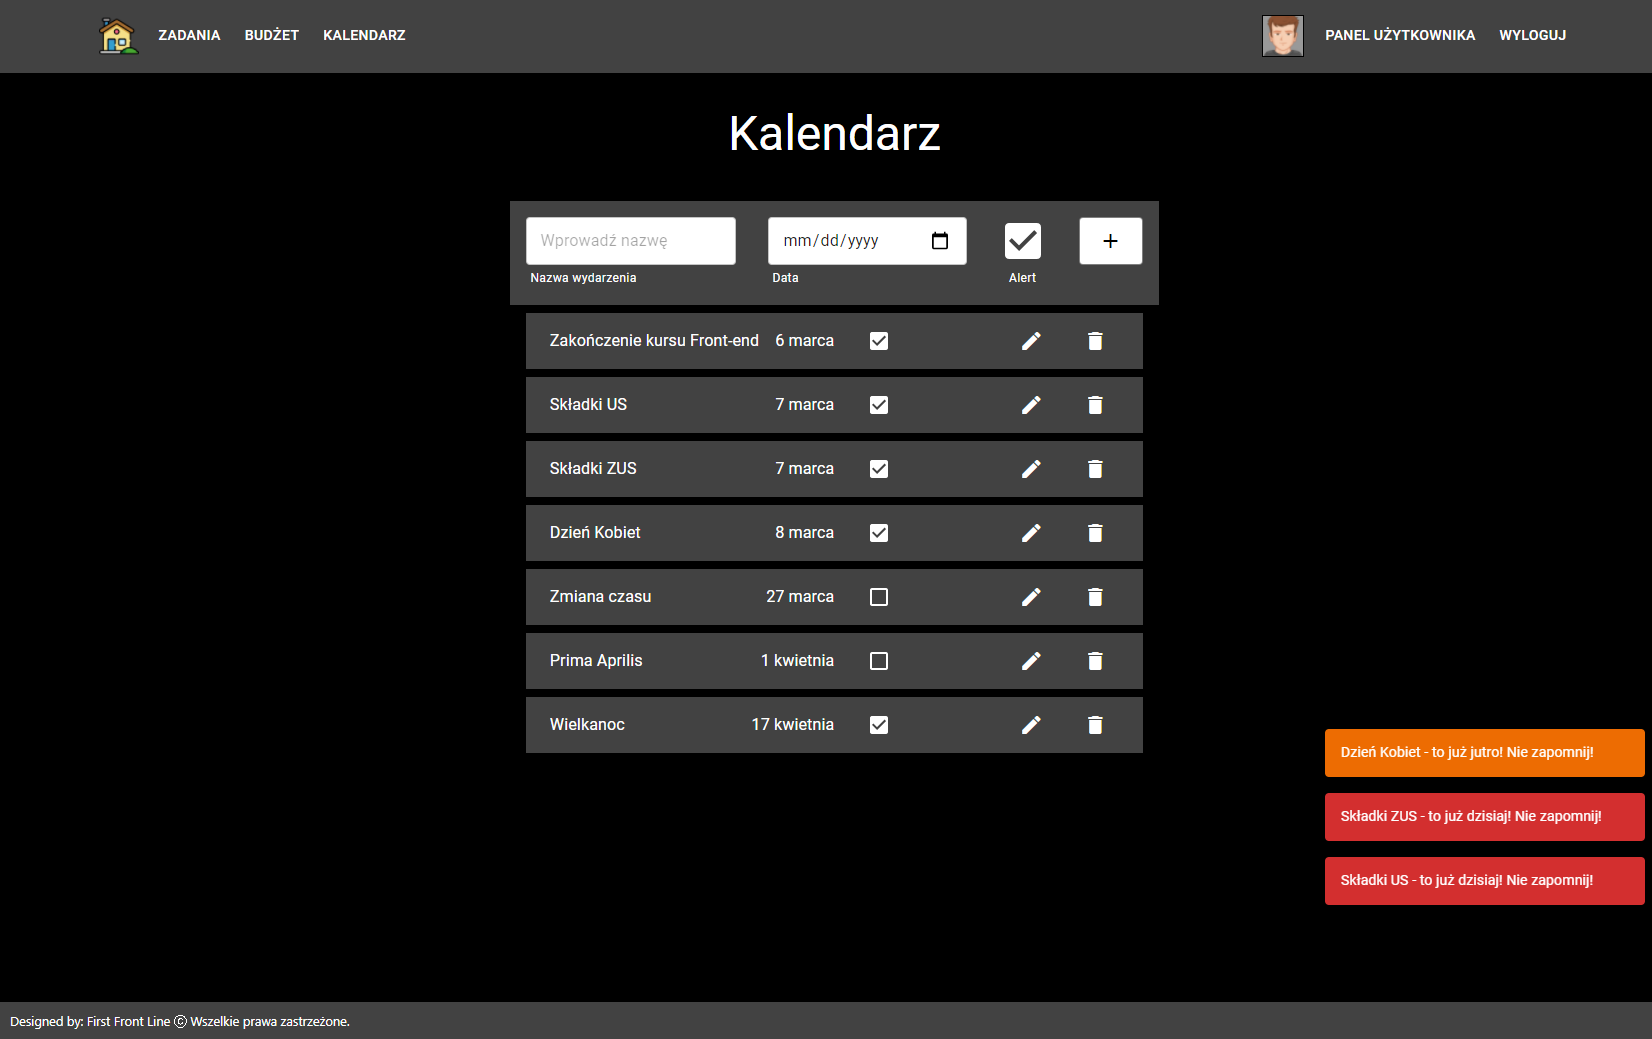 ZADANIA BUDŻET KALENDARZ PANEL UŻYTKOWNIKA WYLOGUJ
Kalendarz
Wprowadź nazwę mm/dd/yyyy +
Nazwa wydarzenia Data Alert
Zakończenie kursu Front-end 6 marca
Składki US 7 marca
Składki ZUS 7 marca
Dzień Kobiet 8 marca
Zmiana czasu 27 marca
Prima Aprilis 1 kwietnia
Wielkanoc 17 kwietnia
Dzień Kobiet - to już jutro! Nie zapomnij!
Składki ZUS - to już dzisiaj! Nie zapomnij!
Składki US - to już dzisiaj! Nie zapomnij!
Designed by: First Front Line ⓒ Wszelkie prawa zastrzeżone.